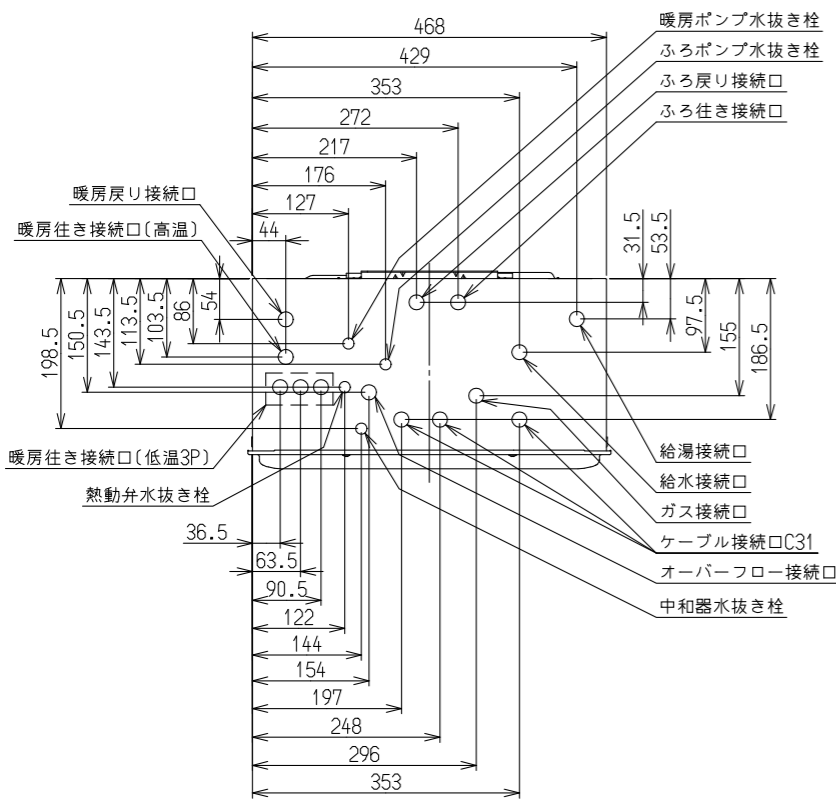 468
暖房ポンプ水抜き栓
429
ふろポンプ水抜き栓
353
ふろ戻り接続口
272
ふろ往き接続口
217
176
暖房戻り接続口
127
暖房往き接続口(高温)
44
31.5
53.5
198.5
150.5
143.5
113.5
103.5
86
54
97.5
155
186.5
暖房往き接続口(低温3P)
給湯接続口
給水接続口
熱動弁水抜き栓
ガス接続口
36.5
ケーブル接続口C31
63.5
オーバーフロー接続口
90.5
中和器水抜き栓
122
144
154
197
248
296
353